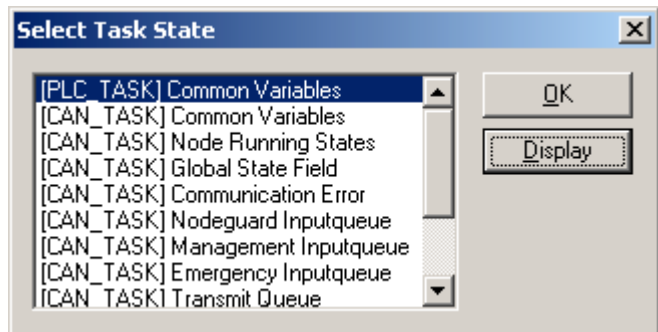 Select Task State
[PLC_TASK] Common Variables
[CAN_TASK] Common Variables
[CAN_TASK] Node Running States
[CAN_TASK] Global State Field
[CAN_TASK] Communication Error
[CAN_TASK] Nodeguard Inputqueue
[CAN_TASK] Management Inputqueue
[CAN_TASK] Emergency Inputqueue
[CAN_TASK] Transmit Queue
OK
Display